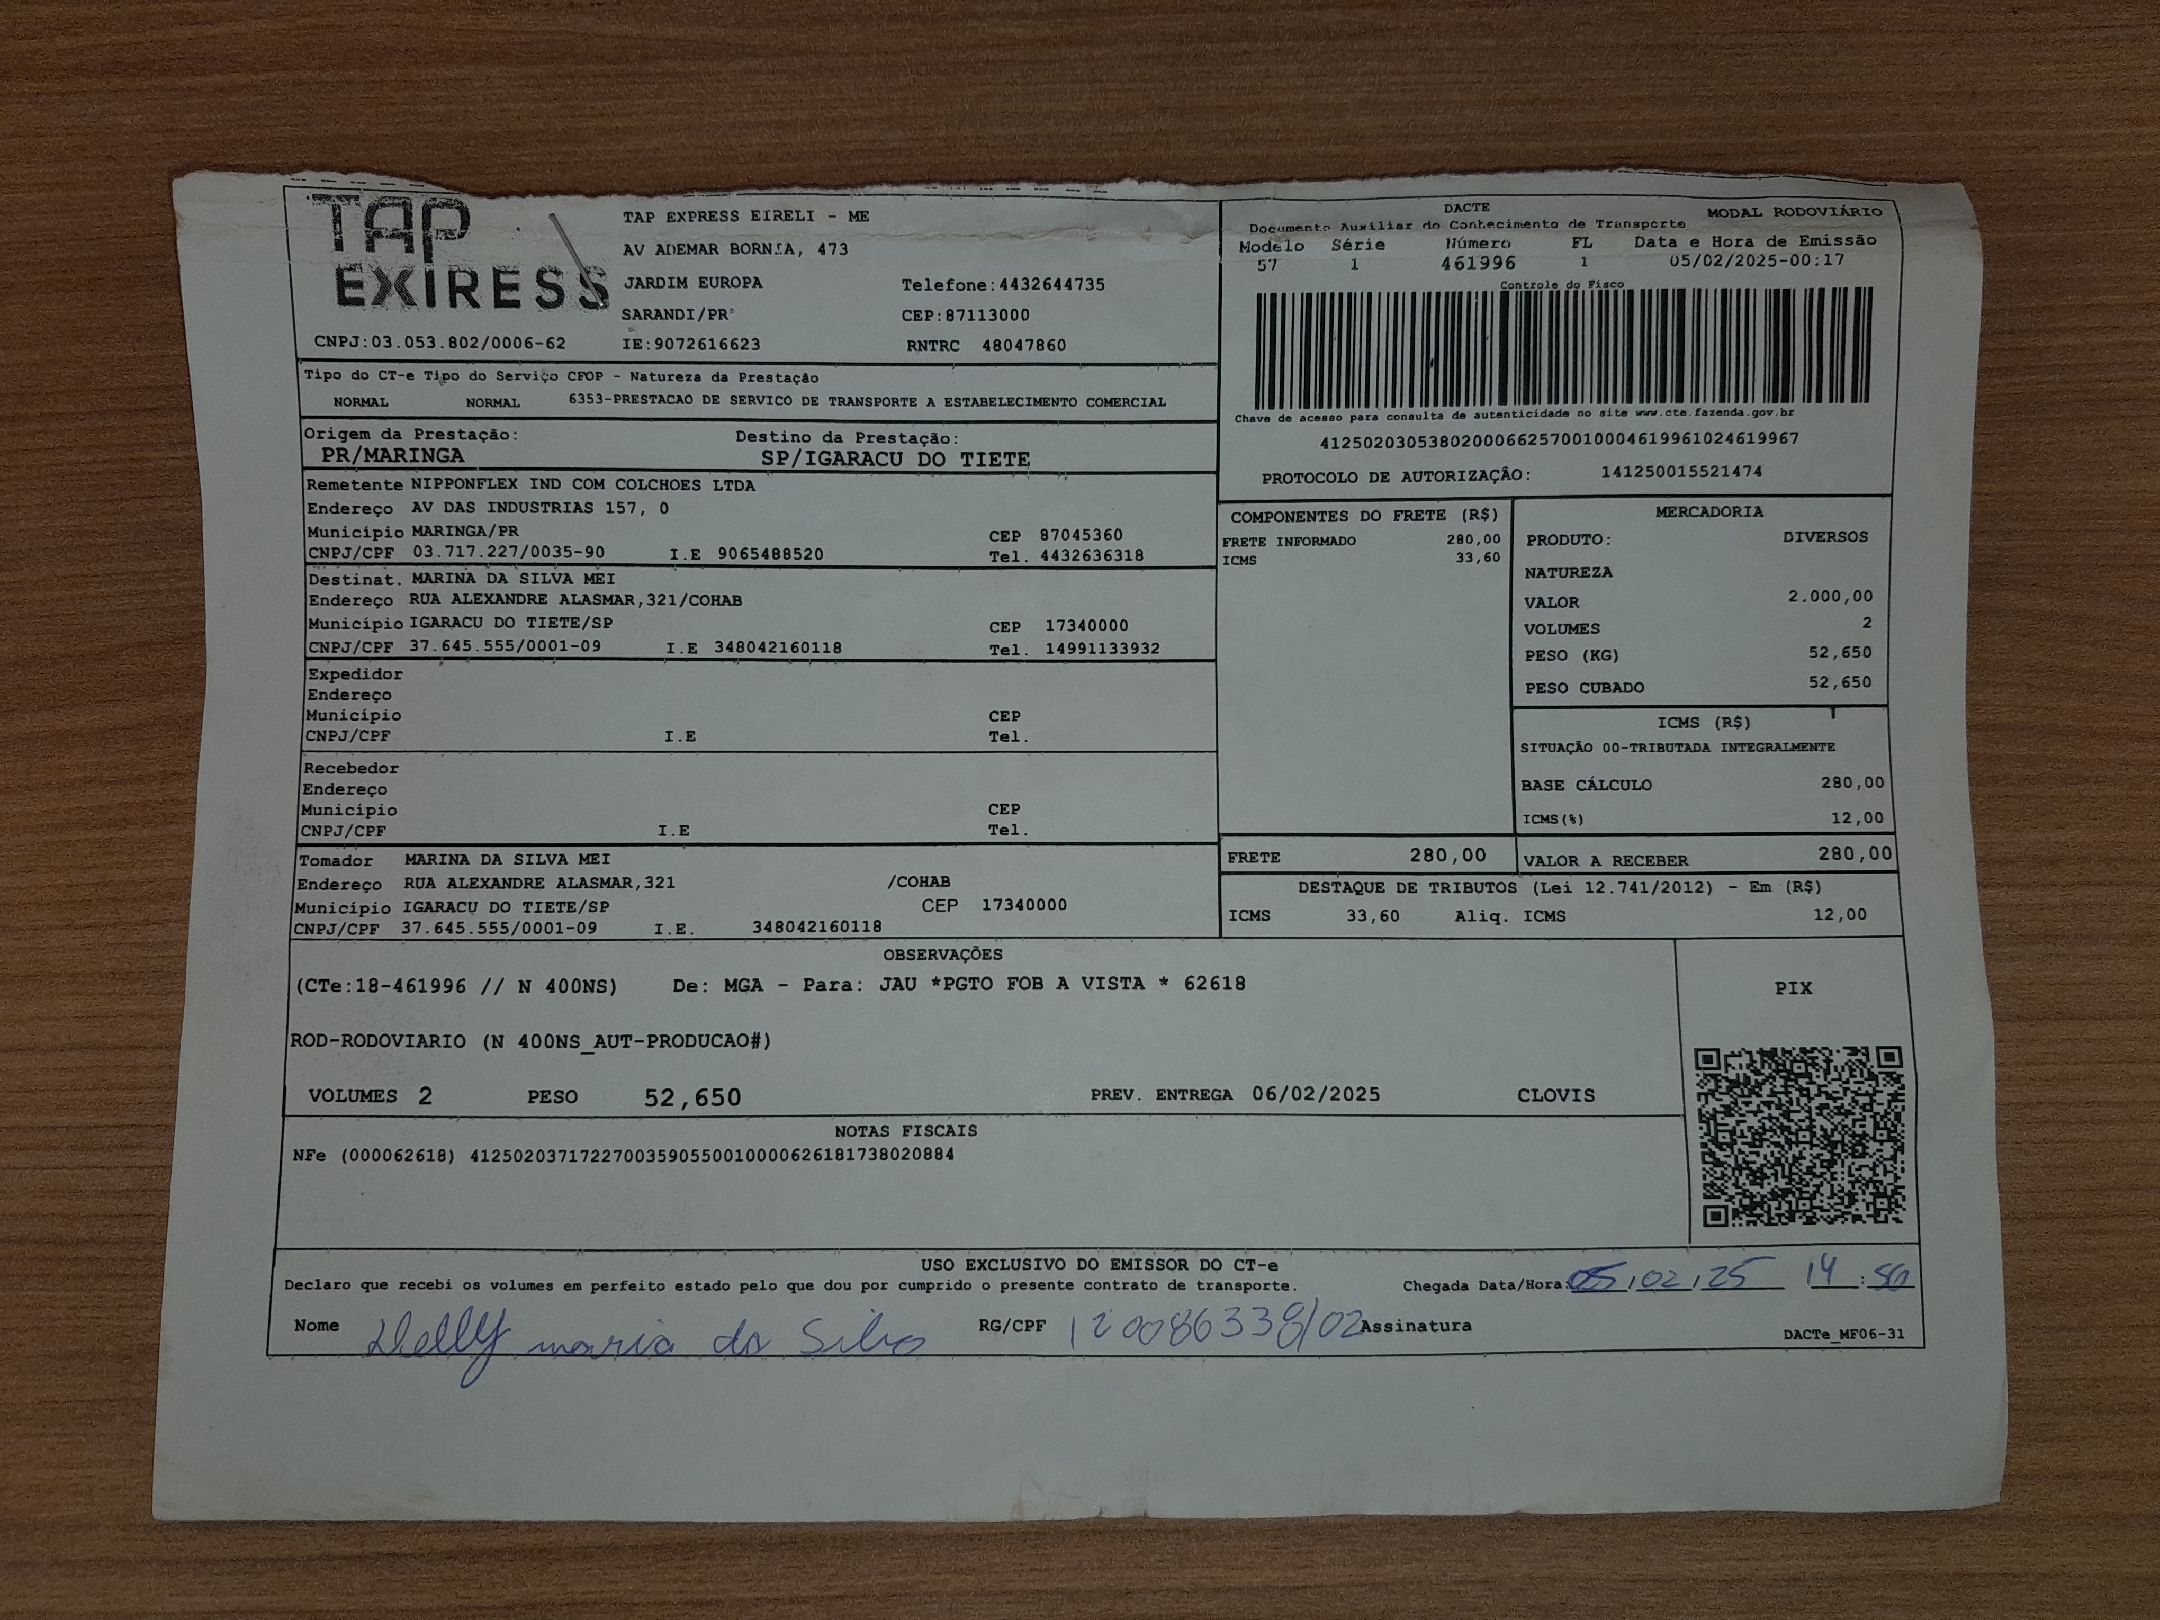 TAP EXPRESS
TAP EXPRESS EIRELI - ME
AV ADEMAR BORNIA, 473
JARDIM EUROPA Telefone:4432644735
SARANDI/PR CEP:87113000
CNPJ:03.053.802/0006-62 IE:9072616623 RNTRC 48047860
DACTE MODAL RODOVIÁRIO
Documento Auxiliar do Conhecimento de Transporte
Modelo Série Número FL Data e Hora de Emissão
57 1 461996 1 05/02/2025-00:17
Controle do Fisco
Chave de acesso para consulta de autenticidade no site www.cte.fazenda.gov.br
41250203053802000662570010004619961024619967
PROTOCOLO DE AUTORIZAÇÃO: 141250015521474
Tipo do CT-e Tipo do Serviço CFOP - Natureza da Prestação
NORMAL NORMAL 6353-PRESTACAO DE SERVICO DE TRANSPORTE A ESTABELECIMENTO COMERCIAL
Origem da Prestação: Destino da Prestação:
PR/MARINGA SP/IGARACU DO TIETE
Remetente NIPPONFLEX IND COM COLCHOES LTDA
Endereço AV DAS INDUSTRIAS 157, 0
Município MARINGA/PR CEP 87045360
CNPJ/CPF 03.717.227/0035-90 I.E 9065488520 Tel. 4432636318
Destinat. MARINA DA SILVA MEI
Endereço RUA ALEXANDRE ALASMAR,321/COHAB
Município IGARACU DO TIETE/SP CEP 17340000
CNPJ/CPF 37.645.555/0001-09 I.E 348042160118 Tel. 14991133932
Expedidor
Endereço
Município CEP
CNPJ/CPF I.E Tel.
Recebedor
Endereço
Município CEP
CNPJ/CPF I.E Tel.
Tomador MARINA DA SILVA MEI
Endereço RUA ALEXANDRE ALASMAR,321 /COHAB
Município IGARACU DO TIETE/SP CEP 17340000
CNPJ/CPF 37.645.555/0001-09 I.E. 348042160118
COMPONENTES DO FRETE (R$)
FRETE INFORMADO 280,00
ICMS 33,60
MERCADORIA
PRODUTO: DIVERSOS
NATUREZA
VALOR 2.000,00
VOLUMES 2
PESO (KG) 52,650
PESO CUBADO 52,650
ICMS (R$)
SITUAÇÃO 00-TRIBUTADA INTEGRALMENTE
BASE CÁLCULO 280,00
ICMS(%) 12,00
FRETE 280,00 VALOR A RECEBER 280,00
DESTAQUE DE TRIBUTOS (Lei 12.741/2012) - Em (R$)
ICMS 33,60 Aliq. ICMS 12,00
OBSERVAÇÕES
(CTe:18-461996 // N 400NS) De: MGA - Para: JAU *PGTO FOB A VISTA * 62618
ROD-RODOVIARIO (N 400NS_AUT-PRODUCAO#)
VOLUMES 2 PESO 52,650 PREV. ENTREGA 06/02/2025 CLOVIS
PIX
NOTAS FISCAIS
NFe (000062618) 41250203717227003590550010000626181738020884
USO EXCLUSIVO DO EMISSOR DO CT-e
Declaro que recebi os volumes em perfeito estado pelo que dou por cumprido o presente contrato de transporte. Chegada Data/Hora: 05,02,25 14:50
Nome maria da Silva RG/CPF 120086338/02 Assinatura
DACTe_MF06-31